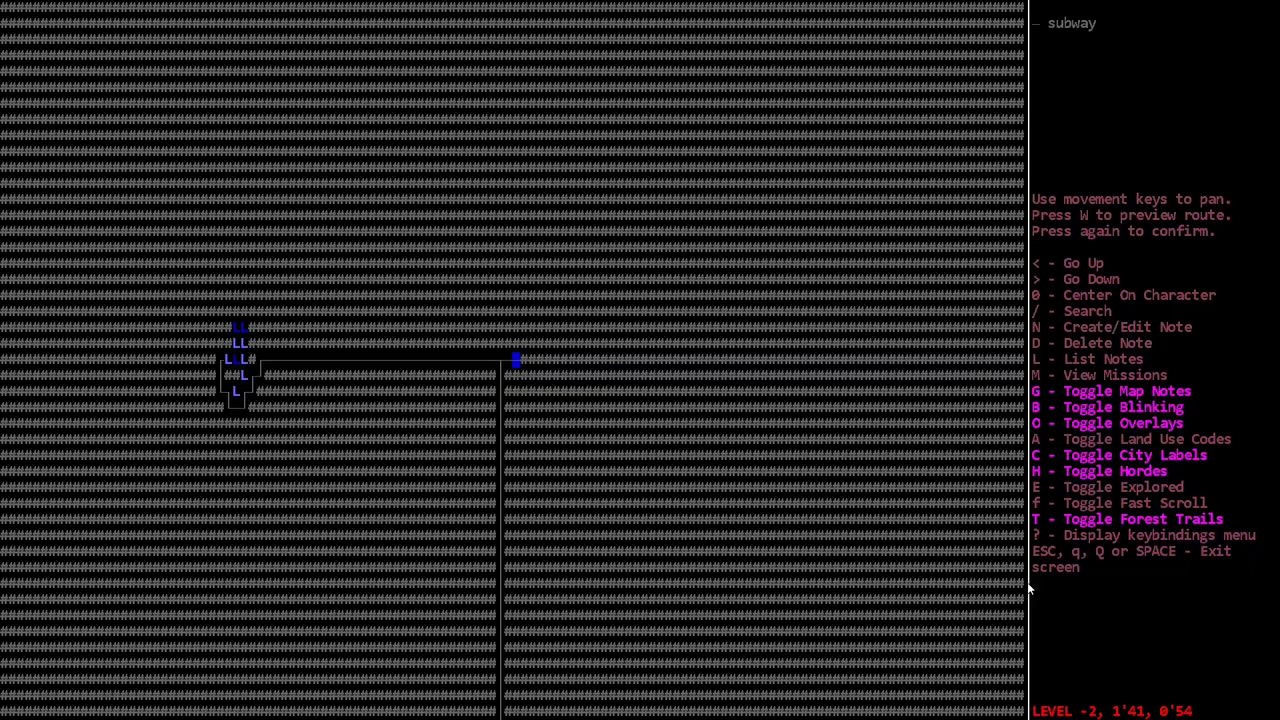 — subway
Use movement keys to pan.
Press W to preview route.
Press again to confirm.
< - Go Up
> - Go Down
0 - Center On Character
/ - Search
N - Create/Edit Note
D - Delete Note
L - List Notes
M - View Missions
G - Toggle Map Notes
B - Toggle Blinking
O - Toggle Overlays
A - Toggle Land Use Codes
C - Toggle City Labels
H - Toggle Hordes
E - Toggle Explored
f - Toggle Fast Scroll
T - Toggle Forest Trails
? - Display keybindings menu
ESC, q, Q or SPACE - Exit
screen
LL
LL
L L
L
L
LEVEL -2, 1'41, 0'54